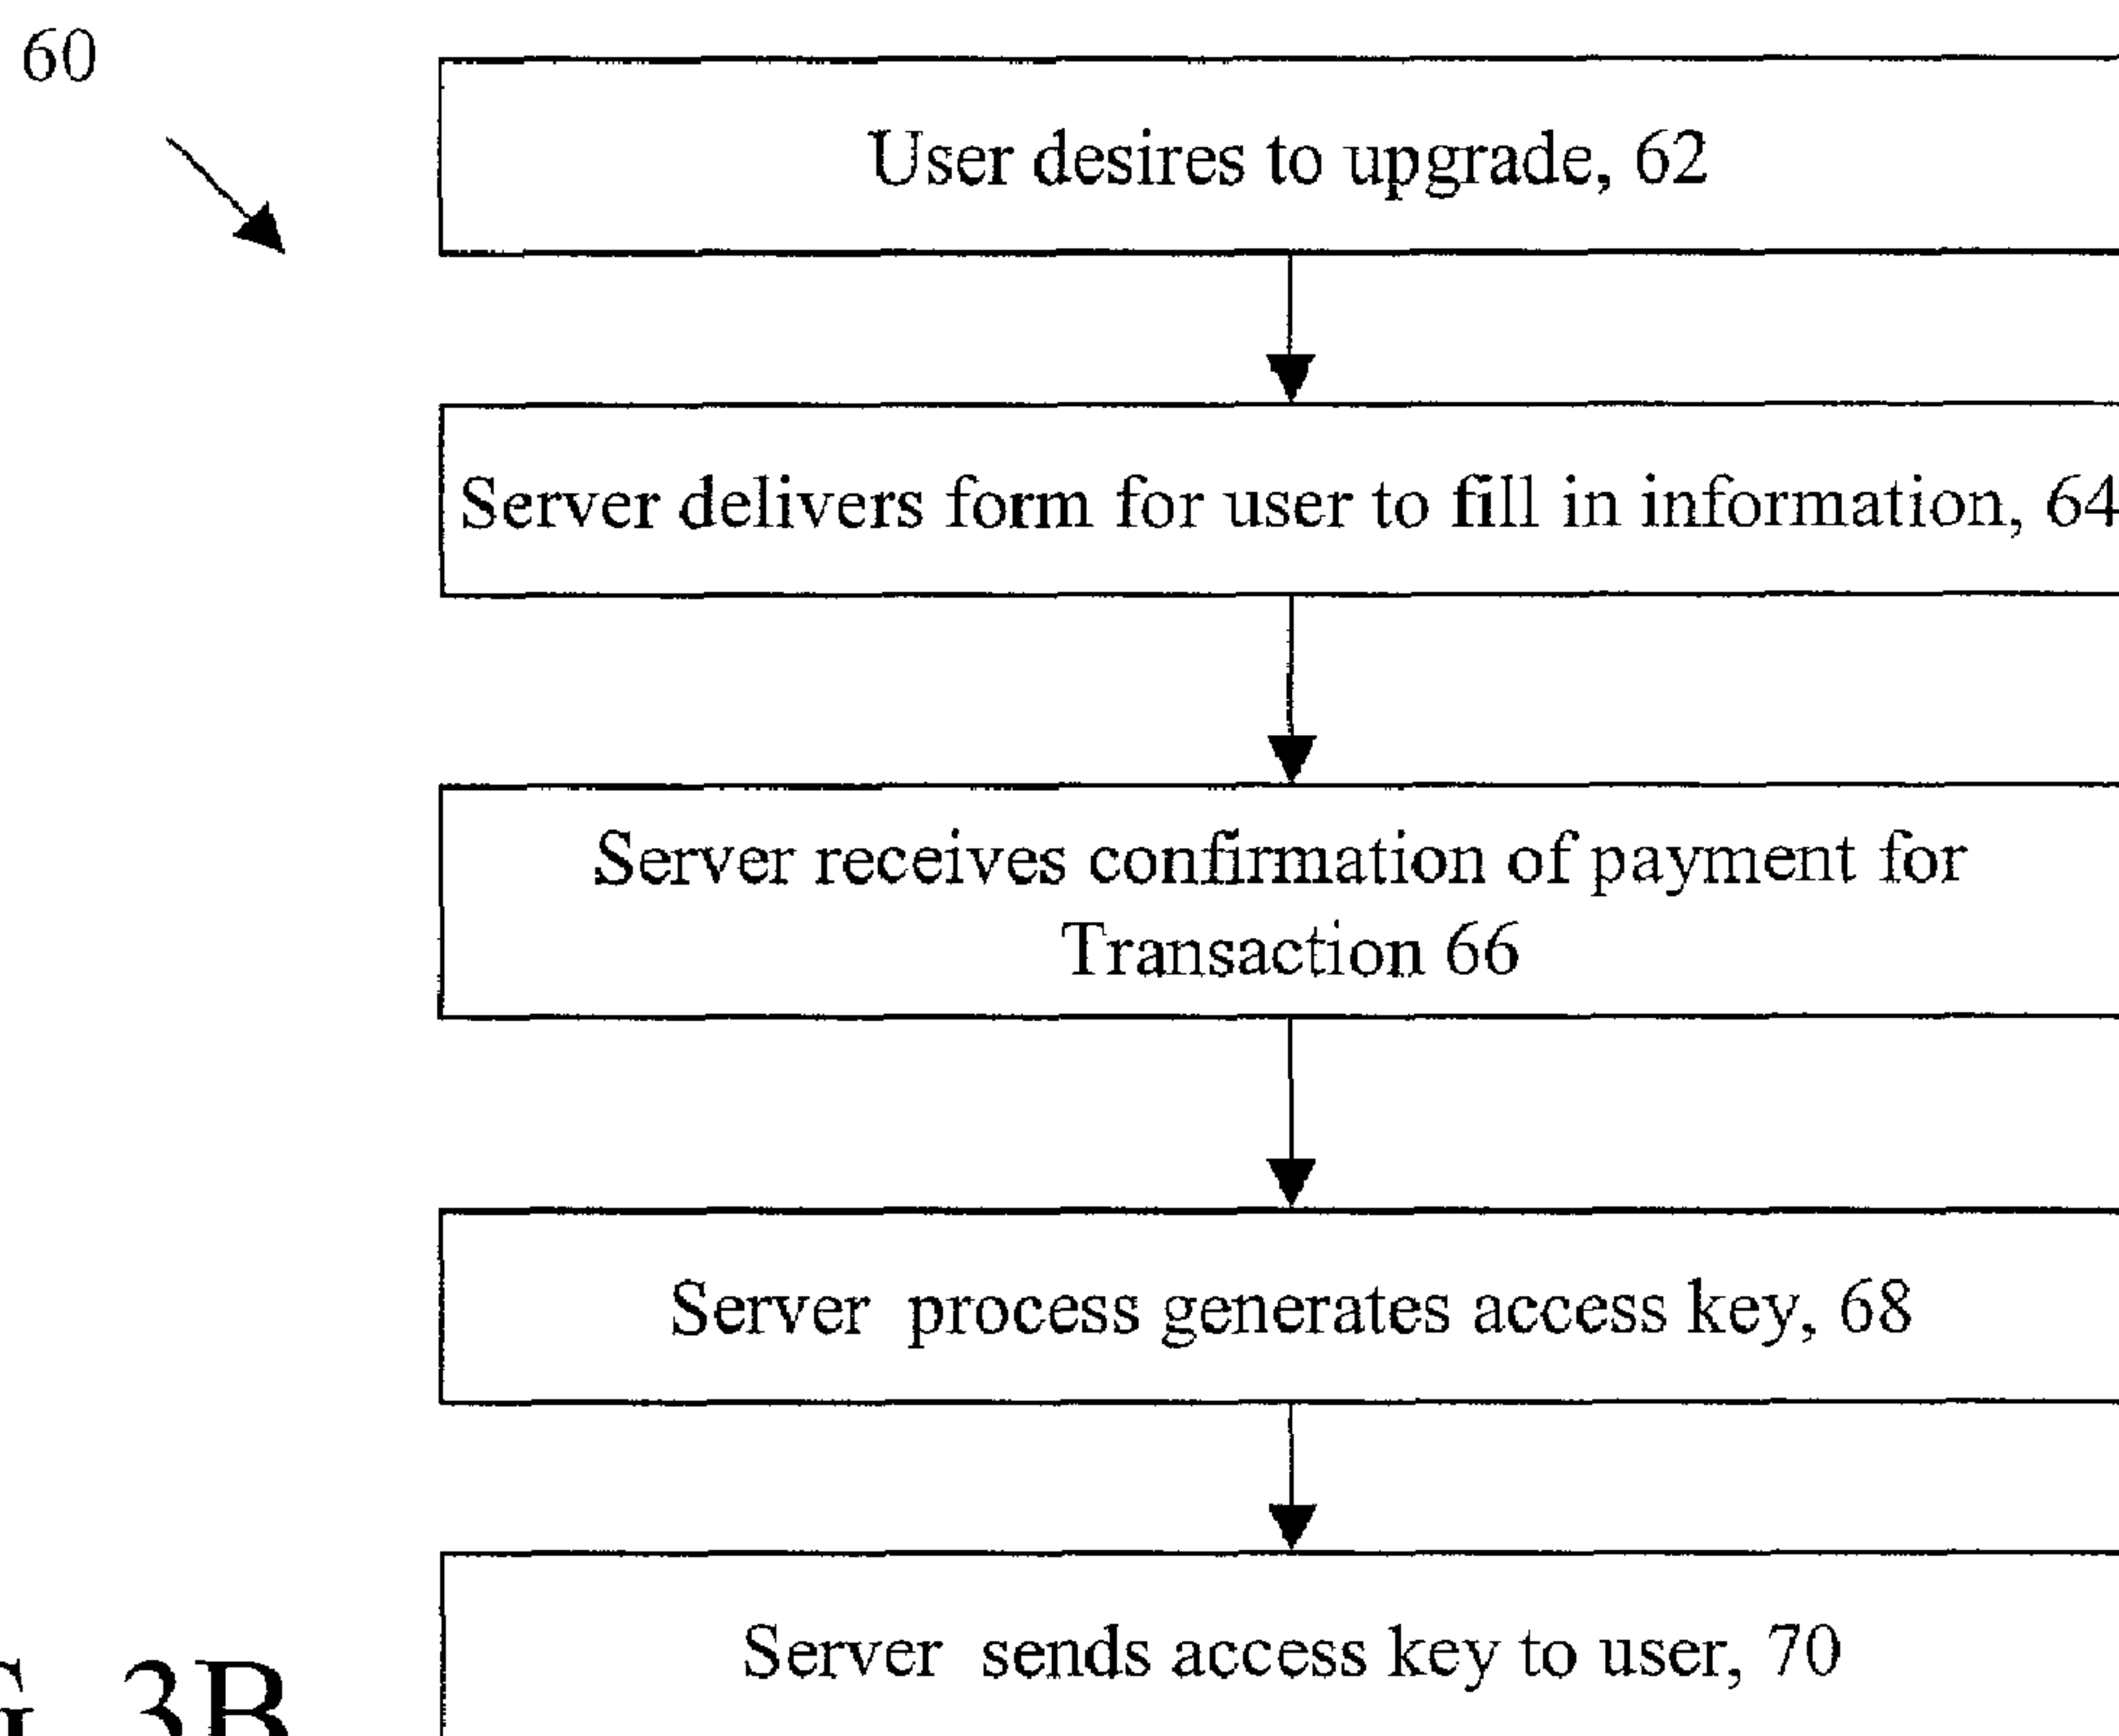 60
User desires to upgrade, 62
Server delivers form for user to fill in information, 64
Server receives confirmation of payment for
Transaction 66
Server process generates access key, 68
Server sends access key to user, 70
3B